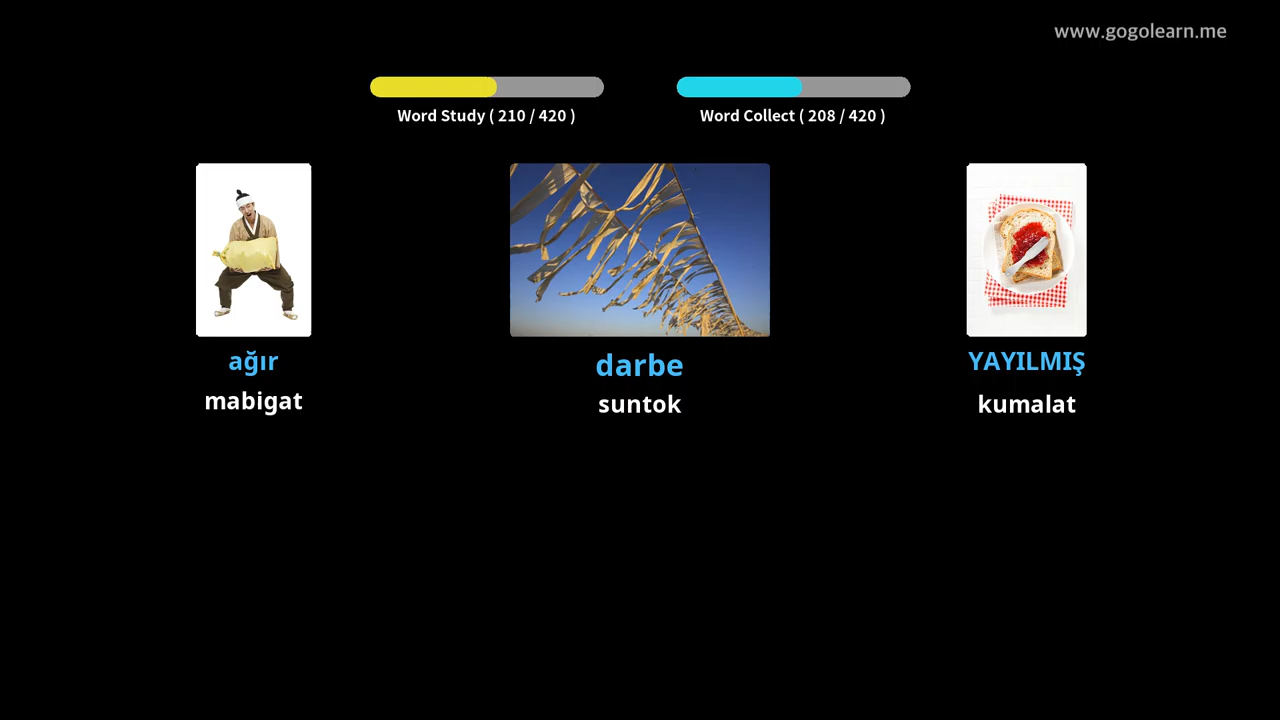 www.gogolearn.me
Word Study ( 210 / 420 )
Word Collect ( 208 / 420 )
ağır
mabigat
darbe
suntok
YAYILMIŞ
kumalat